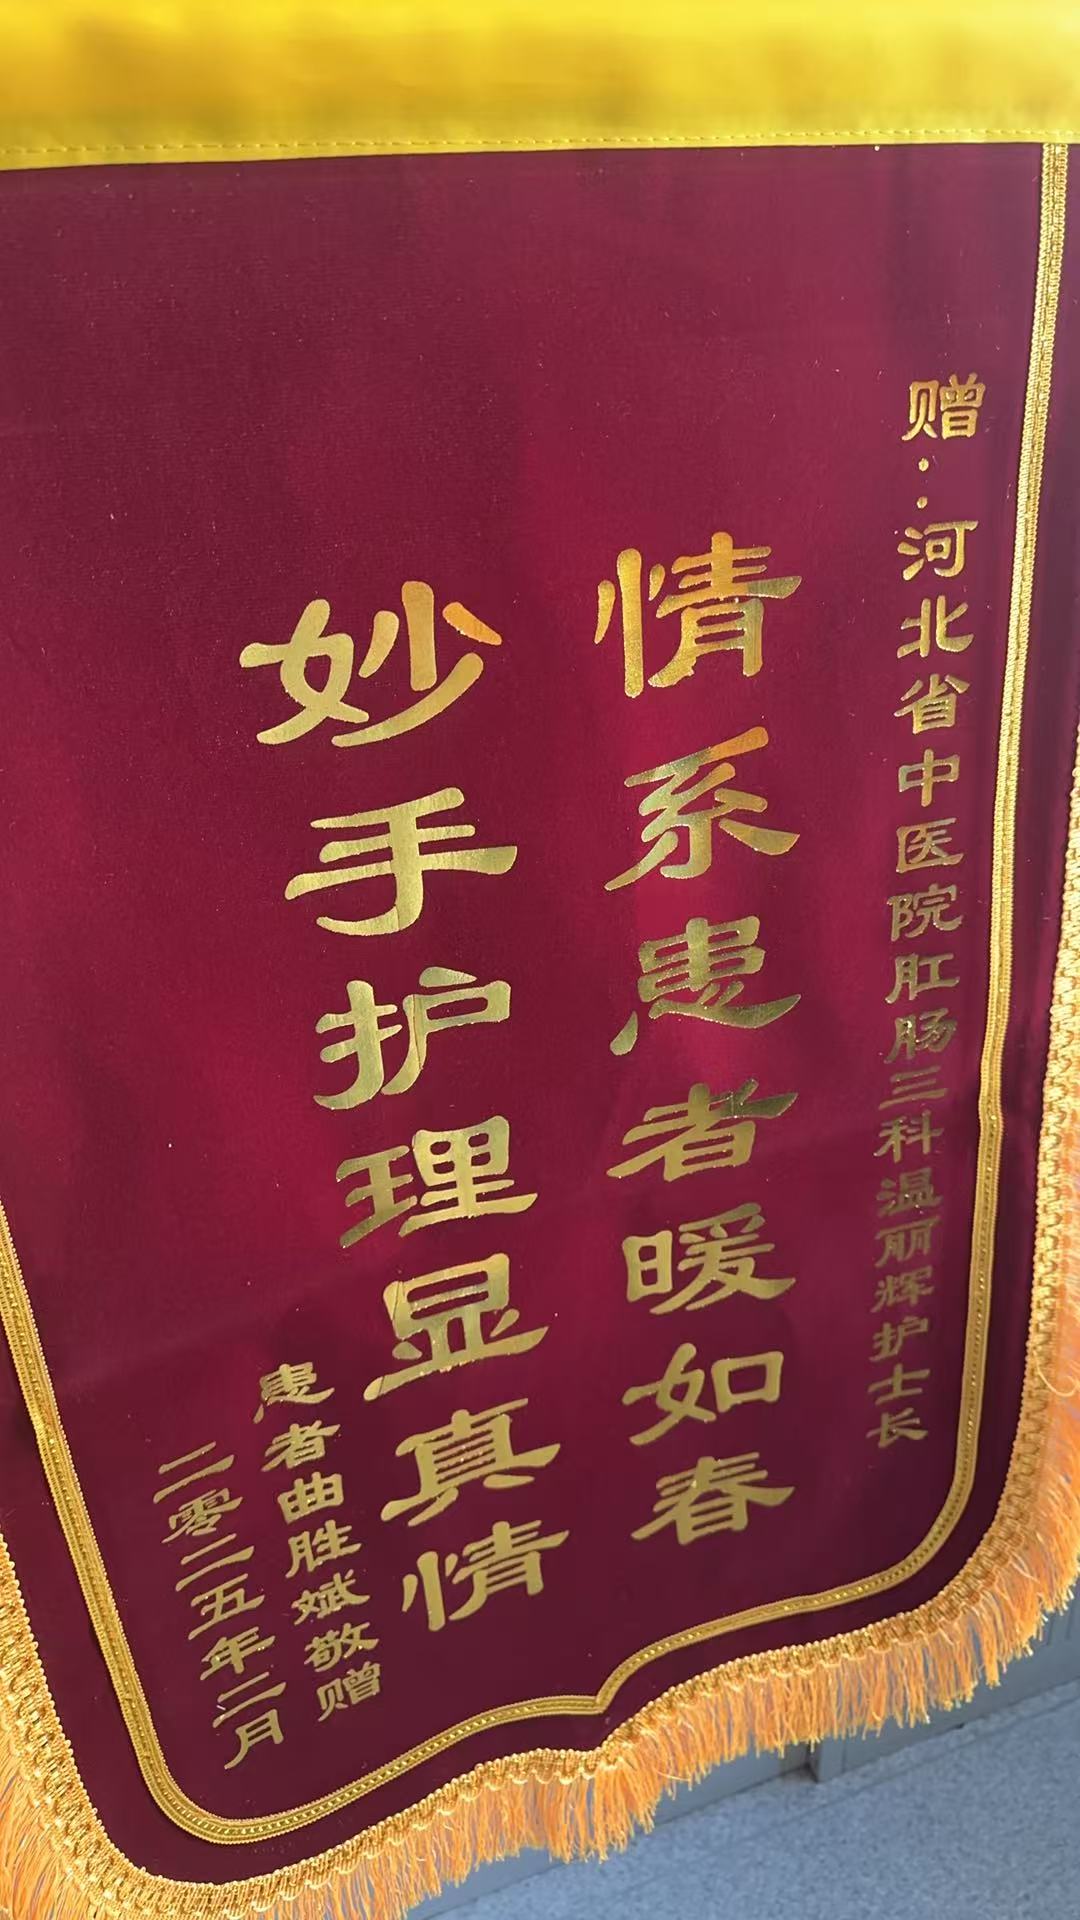 赠：河北省中医院肛肠三科温丽辉护士长
情系患者暖如春
妙手护理显真情
患者曲胜斌敬赠
二零二五年二月